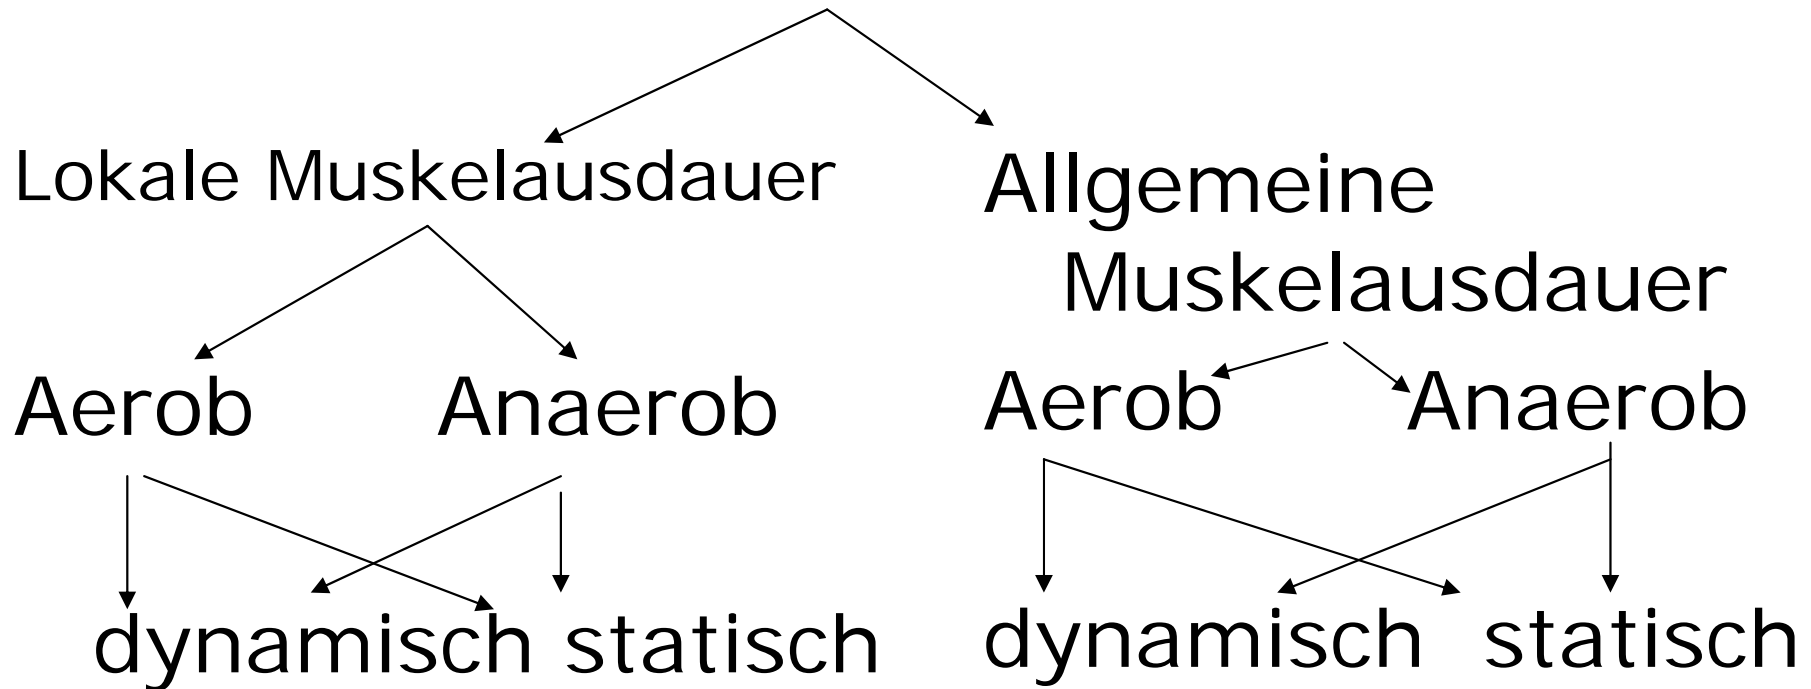 Lokale Muskelausdauer
Allgemeine
Muskelausdauer
Aerob
Anaerob
Aerob
Anaerob
dynamisch statisch
dynamisch statisch